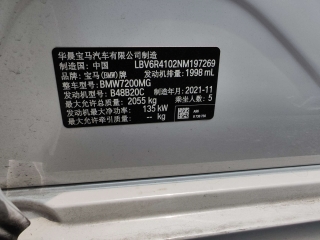 华晨宝马汽车有限公司制造
制造国：中国 LBV6R4102NM197269
品牌：宝马(BMW)牌 发动机排量：1998 mL
整车型号：BMW7200MG
发动机型号：B48B20C 制造年月：2021-11
最大允许总质量：2055 kg 乘坐人数：5
发动机最大净功率：135 kW
最大允许牵引质量： kg